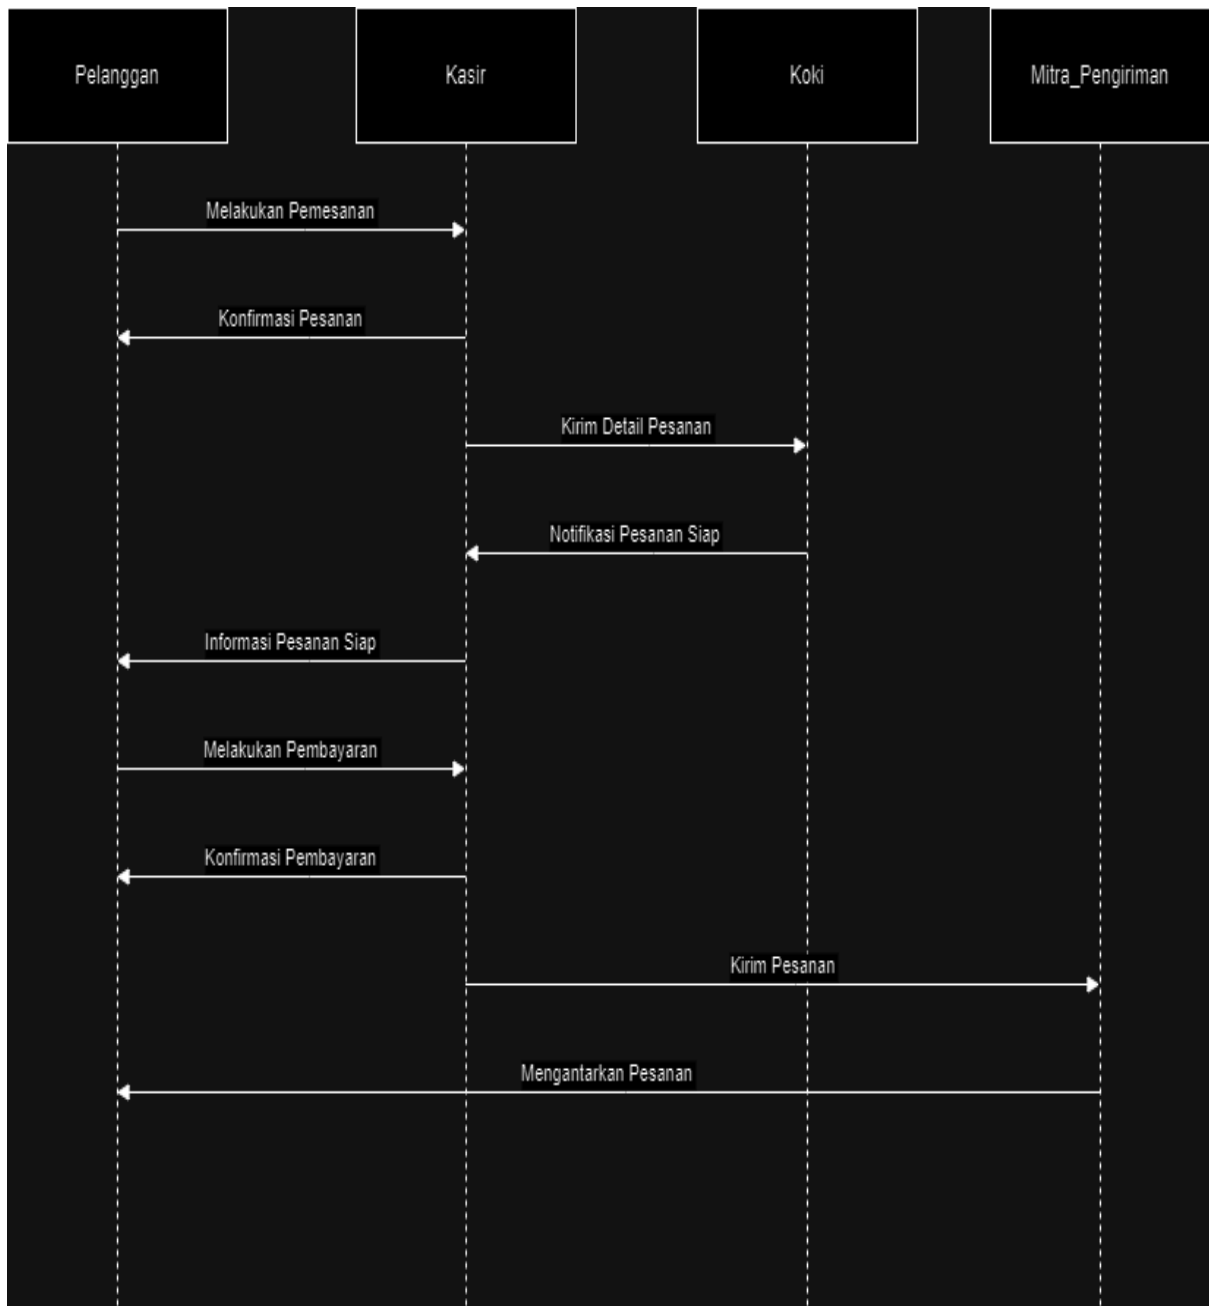 Pelanggan
Kasir
Koki
Mitra_Pengiriman
Melakukan Pemesanan
Konfirmasi Pesanan
Kirim Detail Pesanan
Notifikasi Pesanan Siap
Informasi Pesanan Siap
Melakukan Pembayaran
Konfirmasi Pembayaran
Kirim Pesanan
Mengantarkan Pesanan